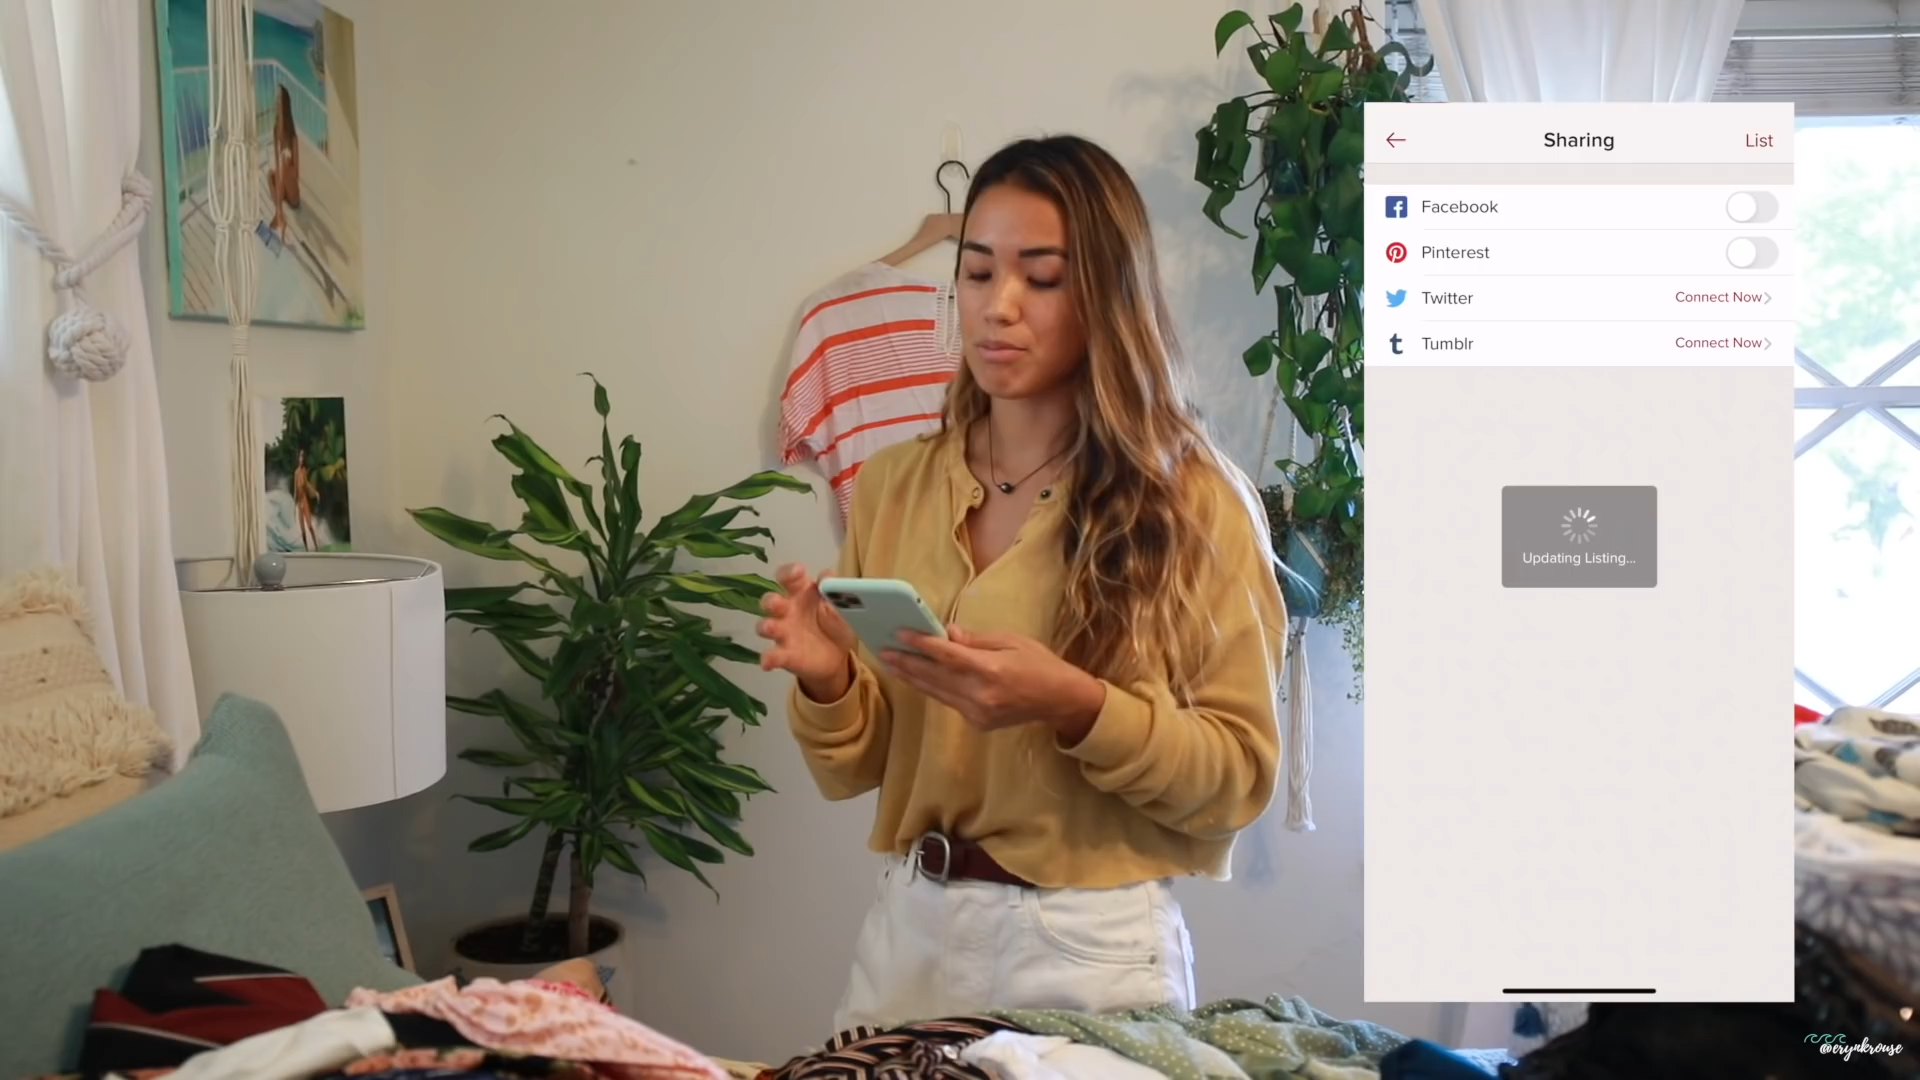 Sharing
List
Facebook
Pinterest
Twitter
Connect Now
Tumblr
Connect Now
Updating Listing...
@erynkrouse